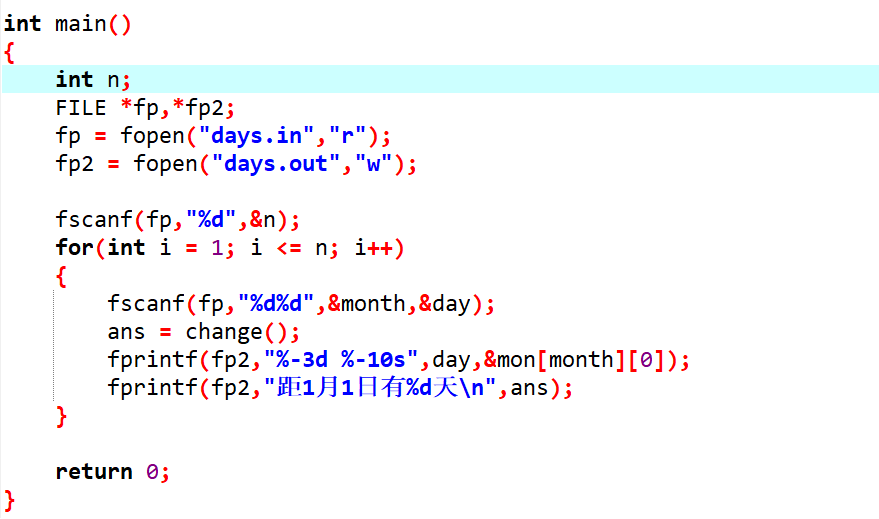 int main()
{
    int n;
    FILE *fp,*fp2;
    fp = fopen("days.in","r");
    fp2 = fopen("days.out","w");

    fscanf(fp,"%d",&n);
    for(int i = 1; i <= n; i++)
    {
        fscanf(fp,"%d%d",&month,&day);
        ans = change();
        fprintf(fp2,"%-3d %-10s",day,&mon[month][0]);
        fprintf(fp2,"距1月1日有%d天\n",ans);
    }

    return 0;
}